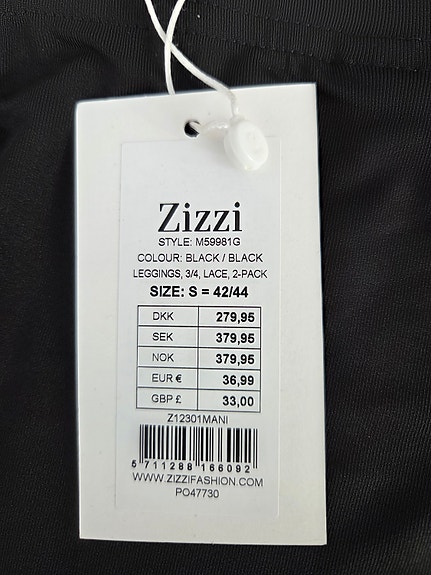 Zizzi
STYLE: M59981G
COLOUR: BLACK / BLACK
LEGGINGS, 3/4, LACE, 2-PACK
SIZE: S = 42/44
DKK 279,95
SEK 379,95
NOK 379,95
EUR € 36,99
GBP £ 33,00
Z12301MANI
5 711288 166092
WWW.ZIZZIFASHION.COM
PO47730